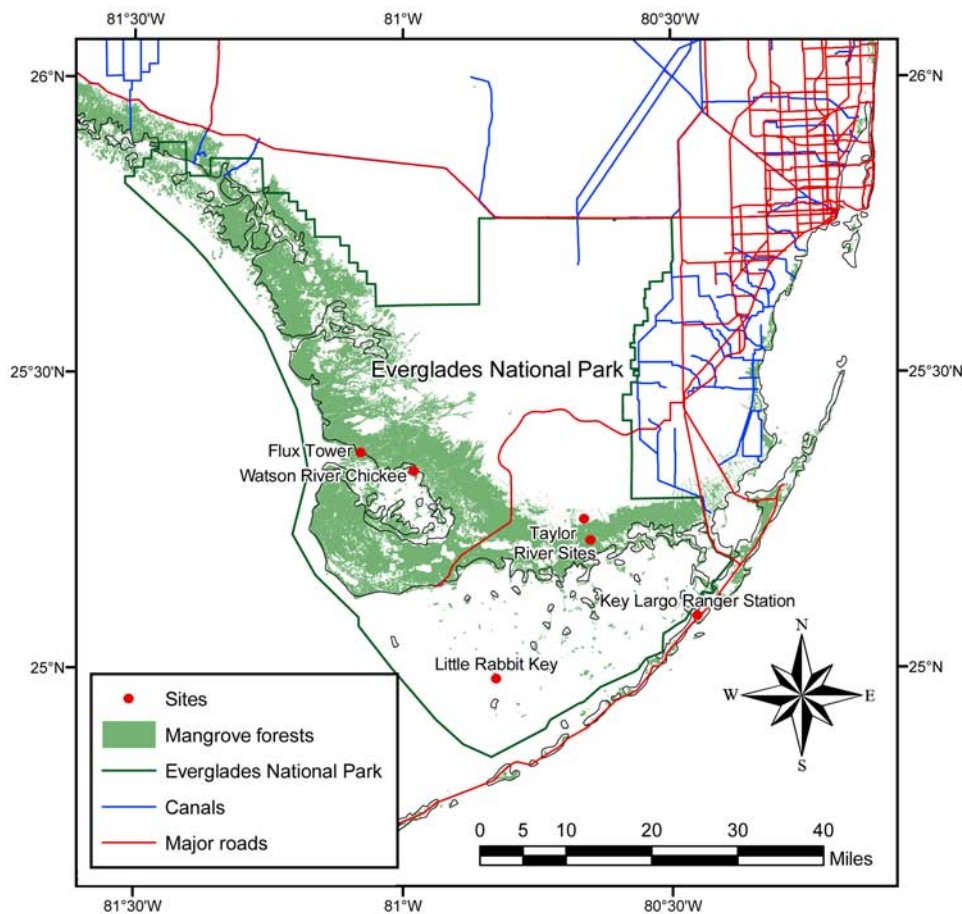 81°30'W 81°W 80°30'W
26°N 26°N
25°30'N 25°30'N
Everglades National Park
Flux Tower
Watson River Chickee
Taylor
River Sites
Key Largo Ranger Station
Little Rabbit Key
25°N 25°N
N
W E
S
Sites
Mangrove forests
Everglades National Park
Canals
Major roads
0 5 10 20 30 40
Miles
81°30'W 81°W 80°30'W